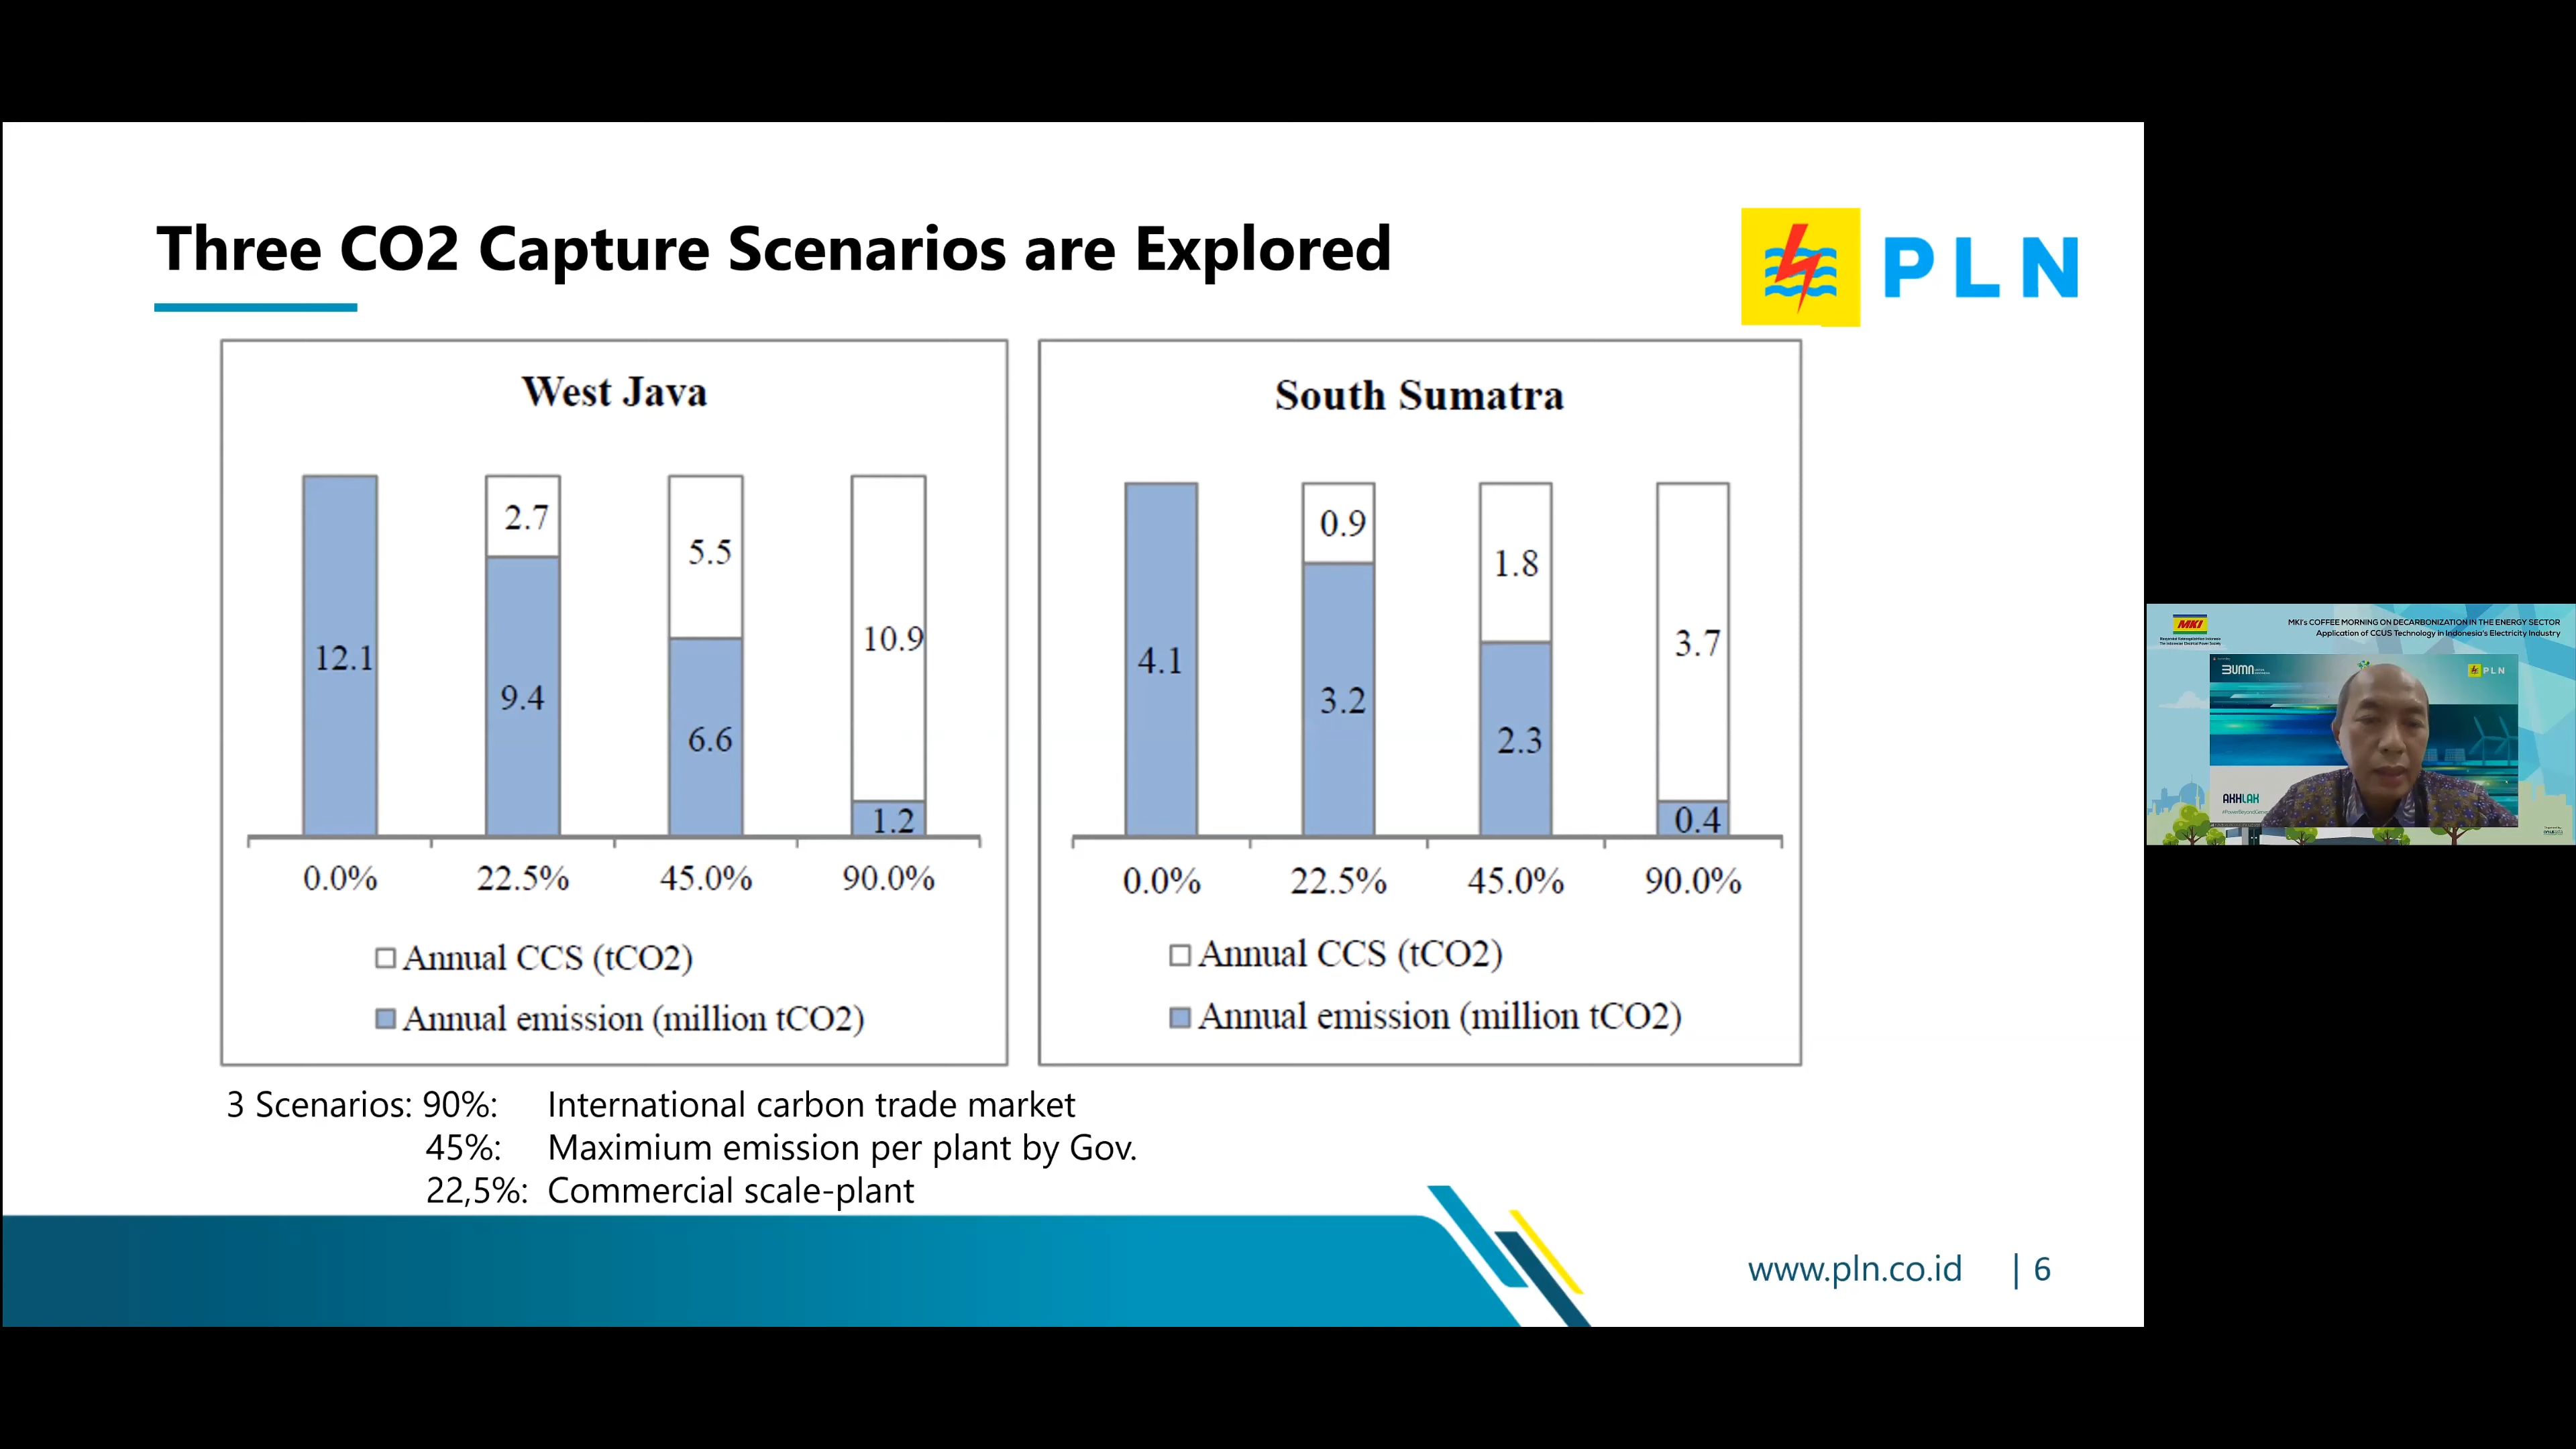 Three CO2 Capture Scenarios are Explored
PLN
West Java
12.1
2.7
9.4
5.5
6.6
10.9
1.2
0.0% 22.5% 45.0% 90.0%
Annual CCS (tCO2)
Annual emission (million tCO2)
South Sumatra
4.1
0.9
3.2
1.8
2.3
3.7
0.4
0.0% 22.5% 45.0% 90.0%
Annual CCS (tCO2)
Annual emission (million tCO2)
3 Scenarios: 90%: International carbon trade market
45%: Maximium emission per plant by Gov.
22,5%: Commercial scale-plant
www.pln.co.id | 6
MKI
MKI's COFFEE MORNING ON DECARBONIZATION IN THE ENERGY SECTOR
Application of CCUS Technology in Indonesia's Electricity Industry
BUMN
PLN
AKHLAK